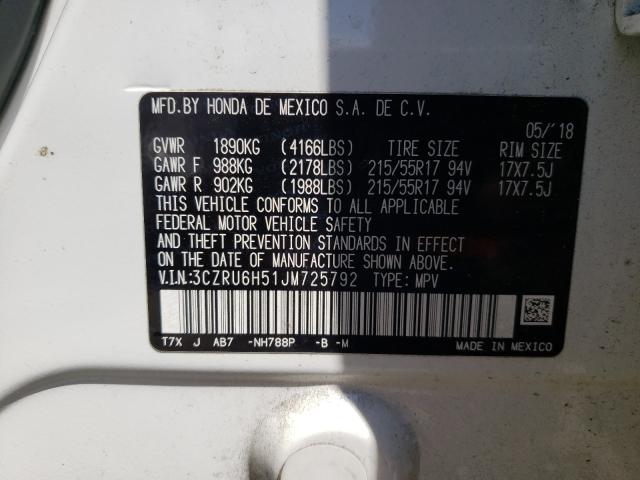 MFD.BY HONDA DE MEXICO S.A. DE C.V.
05/'18
GVWR 1890KG (4166LBS) TIRE SIZE RIM SIZE
GAWR F 988KG (2178LBS) 215/55R17 94V 17X7.5J
GAWR R 902KG (1988LBS) 215/55R17 94V 17X7.5J
THIS VEHICLE CONFORMS TO ALL APPLICABLE
FEDERAL MOTOR VEHICLE SAFETY
AND THEFT PREVENTION STANDARDS IN EFFECT
ON THE DATE OF MANUFACTURE SHOWN ABOVE.
V.I.N.:3CZRU6H51JM725792 TYPE: MPV
T7X J AB7 -NH788P -B -M
MADE IN MEXICO